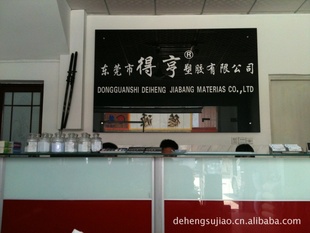 东莞市得亨®塑胶有限公司
DONGGUANSHI DEIHENG JIABANG MATERIAS CO.,LTD
dehengsujiao.cn.alibaba.com